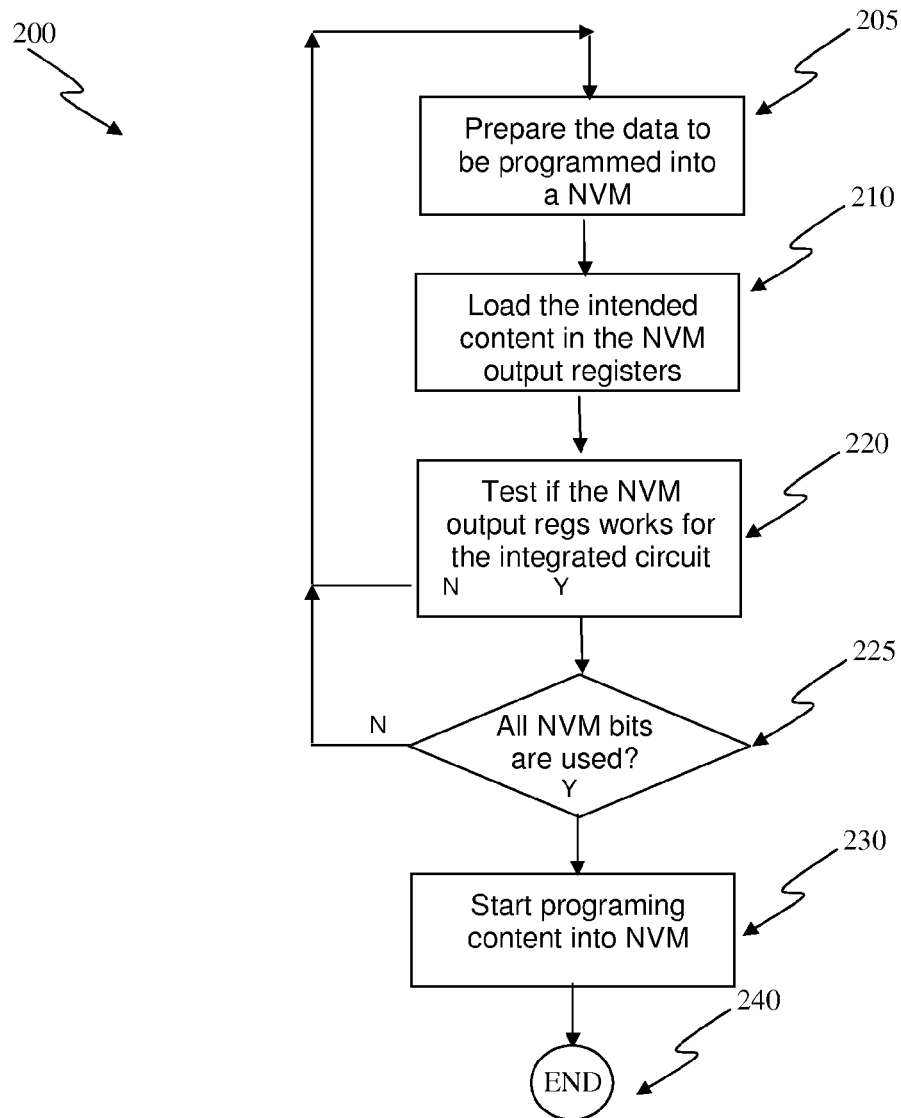 200
205
Prepare the data to
be programmed into
a NVM
210
Load the intended
content in the NVM
output registers
220
Test if the NVM
output regs works for
the integrated circuit
N Y
225
N
All NVM bits
are used?
Y
230
Start programing
content into NVM
240
END